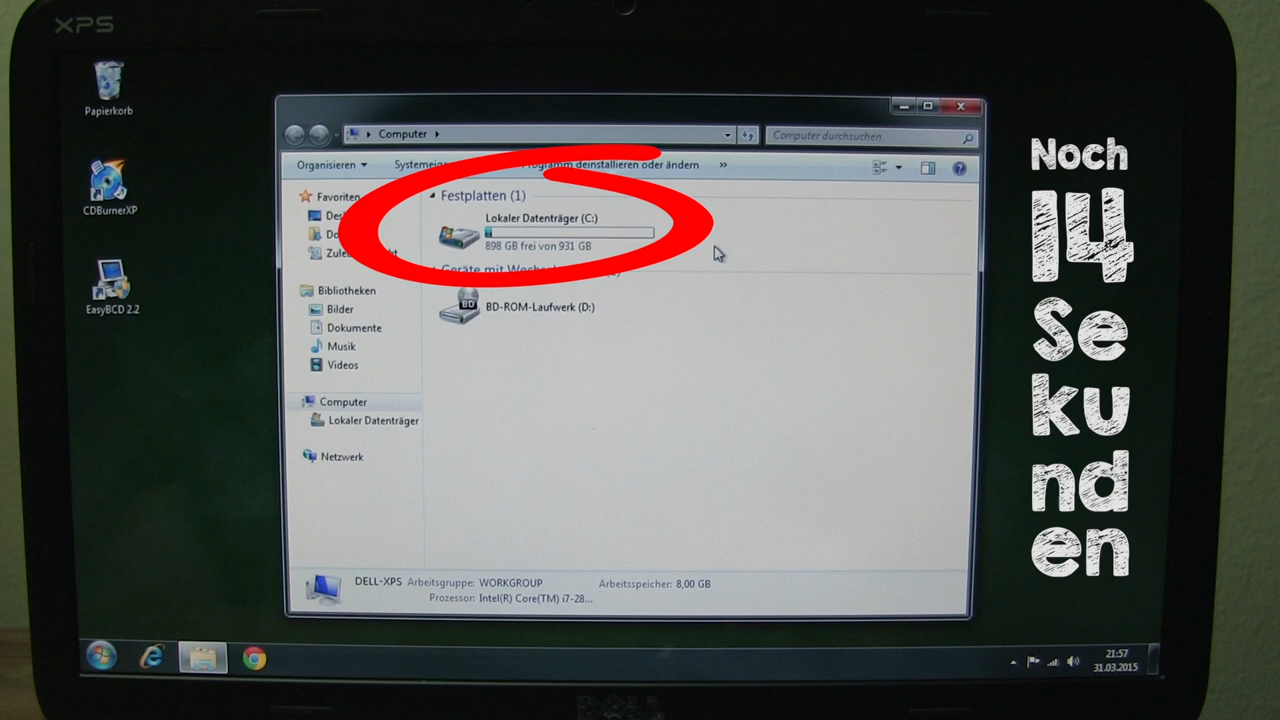 XPS
Papierkorb
CDBurnerXP
EasyBCD 2.2
Computer
Computer durchsuchen
Organisieren
deinstallieren oder ändern »
Favoriten
Festplatten (1)
Lokaler Datenträger (C:)
898 GB frei von 931 GB
BD
BD-ROM-Laufwerk (D:)
Bibliotheken
Bilder
Dokumente
Musik
Videos
Computer
Lokaler Datenträger
Netzwerk
DELL-XPS Arbeitsgruppe: WORKGROUP Arbeitsspeicher: 8,00 GB
Prozessor: Intel(R) Core(TM) i7-28...
21:57
31.03.2015
DELL
Noch
14
Se
ku
nd
en